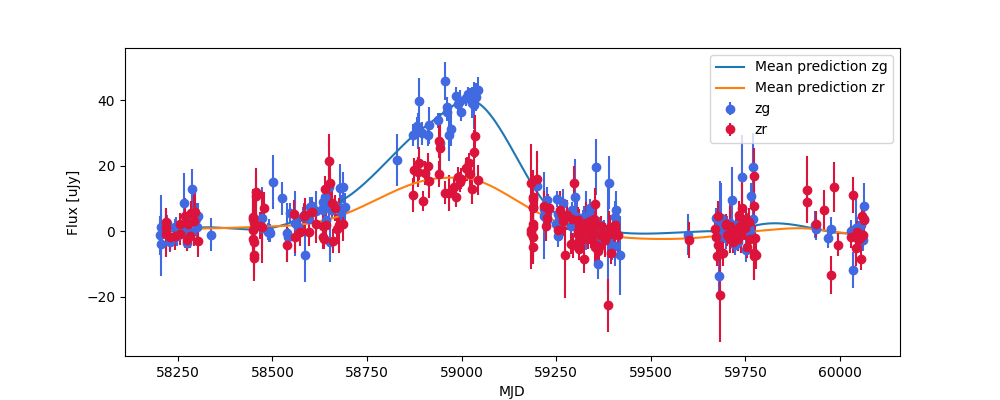 Mean prediction zg
Mean prediction zr
zg
zr
Flux [uJy]
40
20
0
−20
58250 58500 58750 59000 59250 59500 59750 60000
MJD